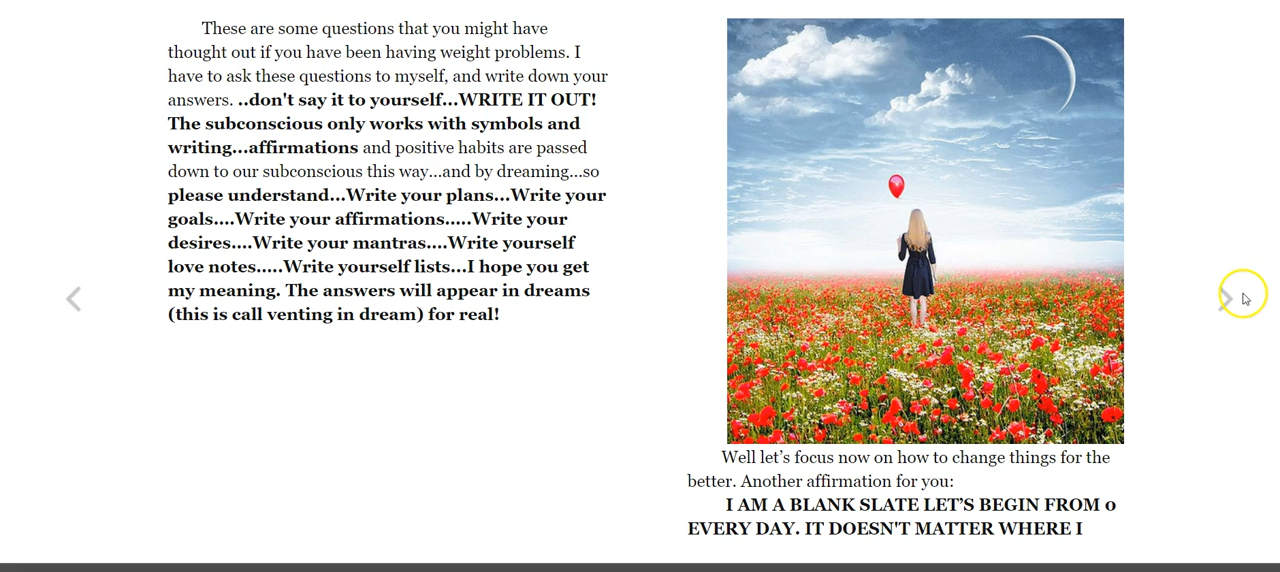 These are some questions that you might have
thought out if you have been having weight problems. I
have to ask these questions to myself, and write down your
answers. ..don't say it to yourself...WRITE IT OUT!
The subconscious only works with symbols and
writing...affirmations and positive habits are passed
down to our subconscious this way...and by dreaming...so
please understand...Write your plans...Write your
goals....Write your affirmations.....Write your
desires....Write your mantras....Write yourself
love notes.....Write yourself lists...I hope you get
my meaning. The answers will appear in dreams
(this is call venting in dream) for real!
Well let’s focus now on how to change things for the
better. Another affirmation for you:
I AM A BLANK SLATE LET’S BEGIN FROM 0
EVERY DAY. IT DOESN'T MATTER WHERE I